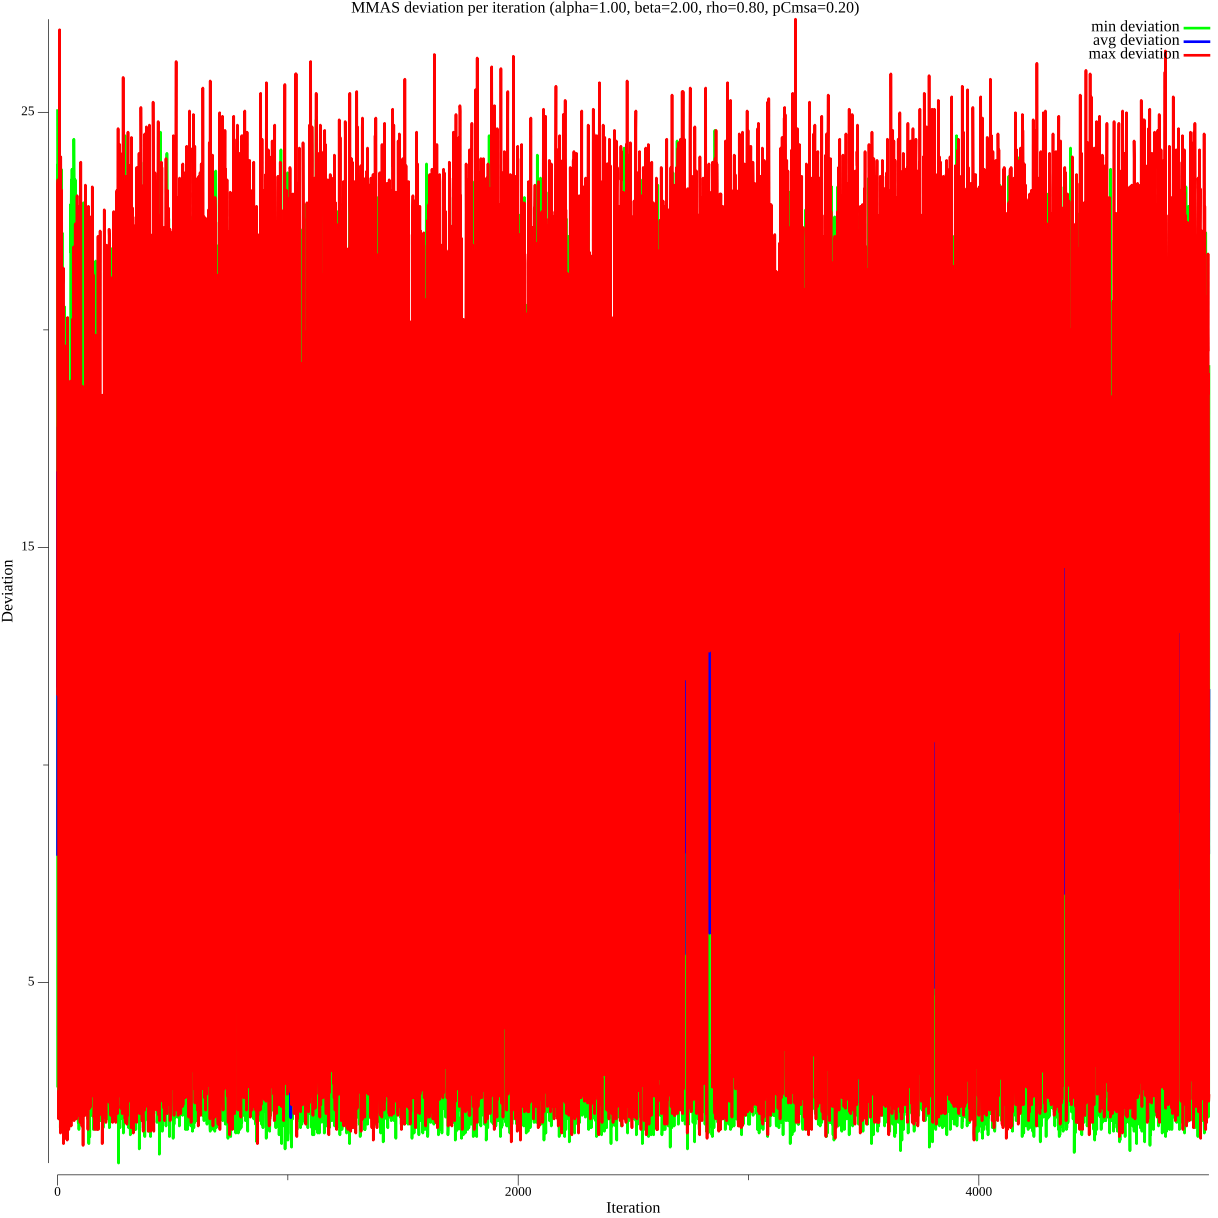 MMAS deviation per iteration (alpha=1.00, beta=2.00, rho=0.80, pCmsa=0.20)
min deviation
avg deviation
max deviation
25
15
5
Deviation
0
2000
4000
Iteration